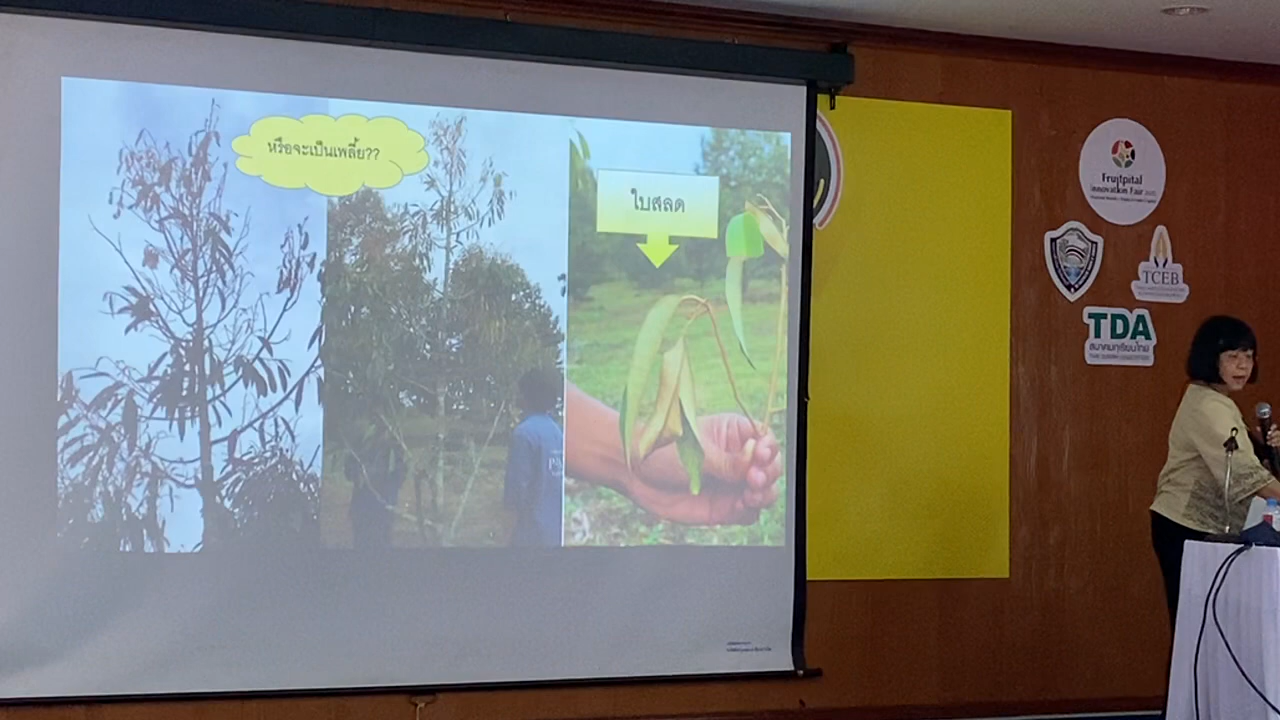 หรือจะเป็นเพลี้ย??
ใบสลด
Fruitpital
Innovation Fair
TCEB
TDA
สมาคมทุเรียนไทย